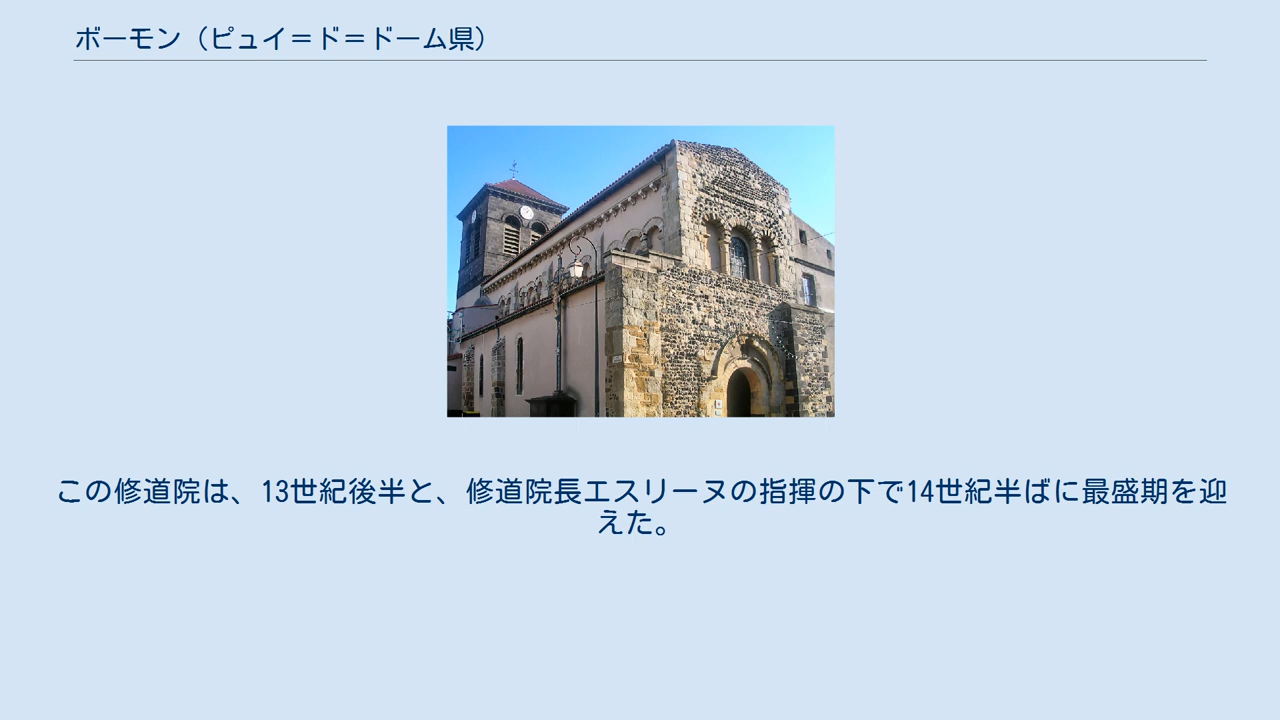 ボーモン（ピュイ＝ド＝ドーム県）
この修道院は、13世紀後半と、修道院長エスリーヌの指揮の下で14世紀半ばに最盛期を迎
えた。